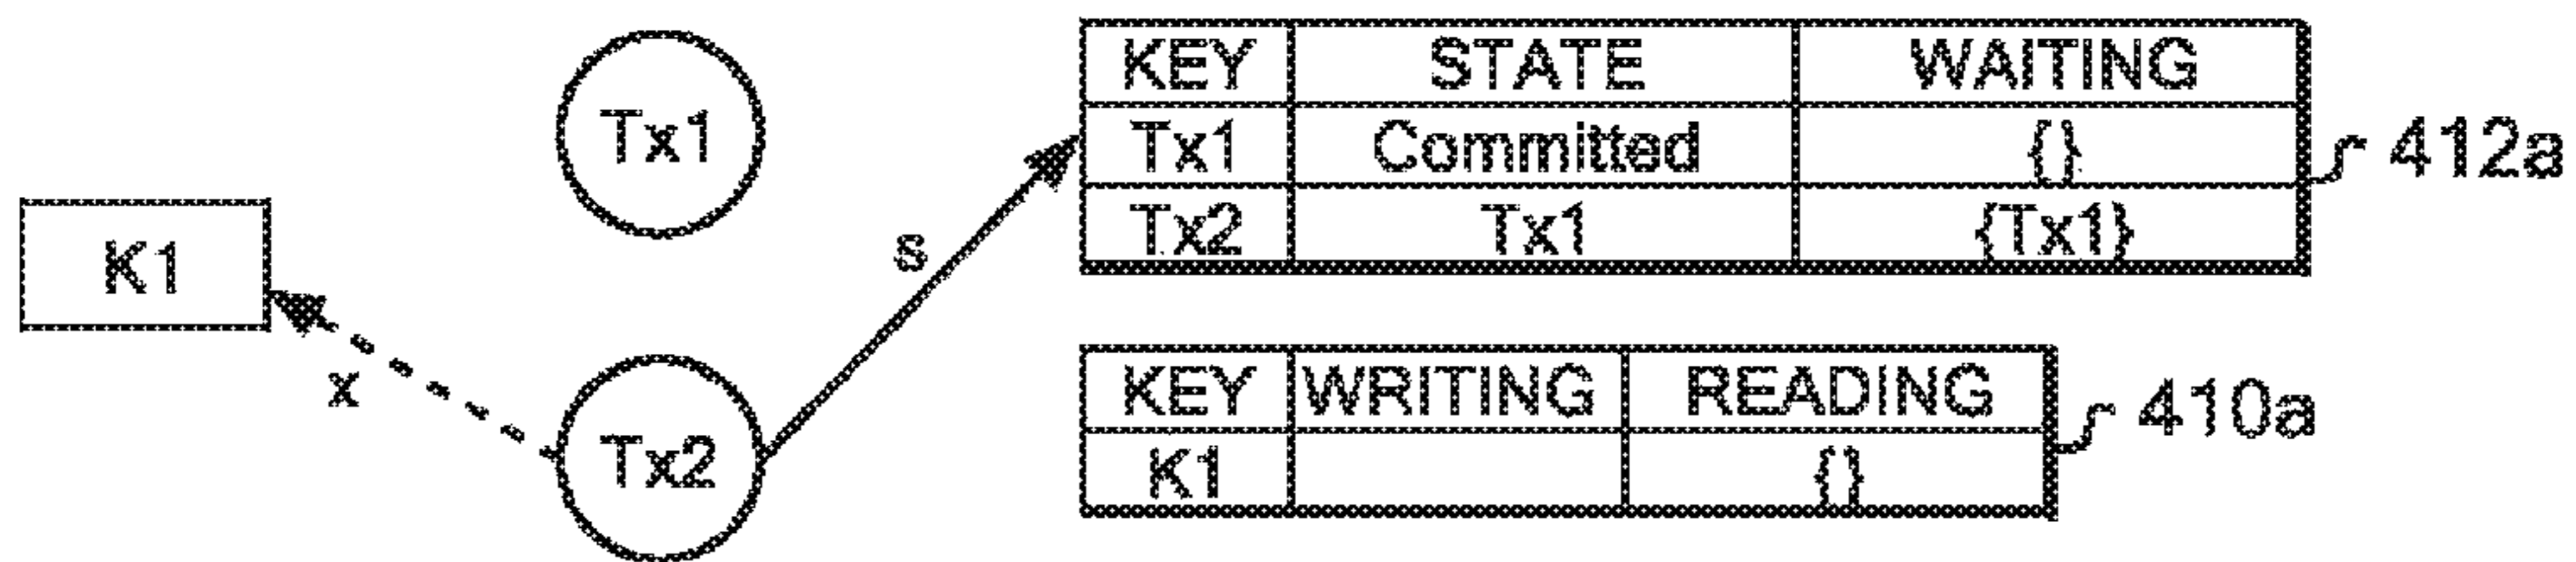 KEY STATE WAITING
Tx1 Committed {}
Tx2 Tx1 {Tx1}
412a
Tx1
K1
s
x
Tx2
KEY WRITING READING
K1 {}
410a